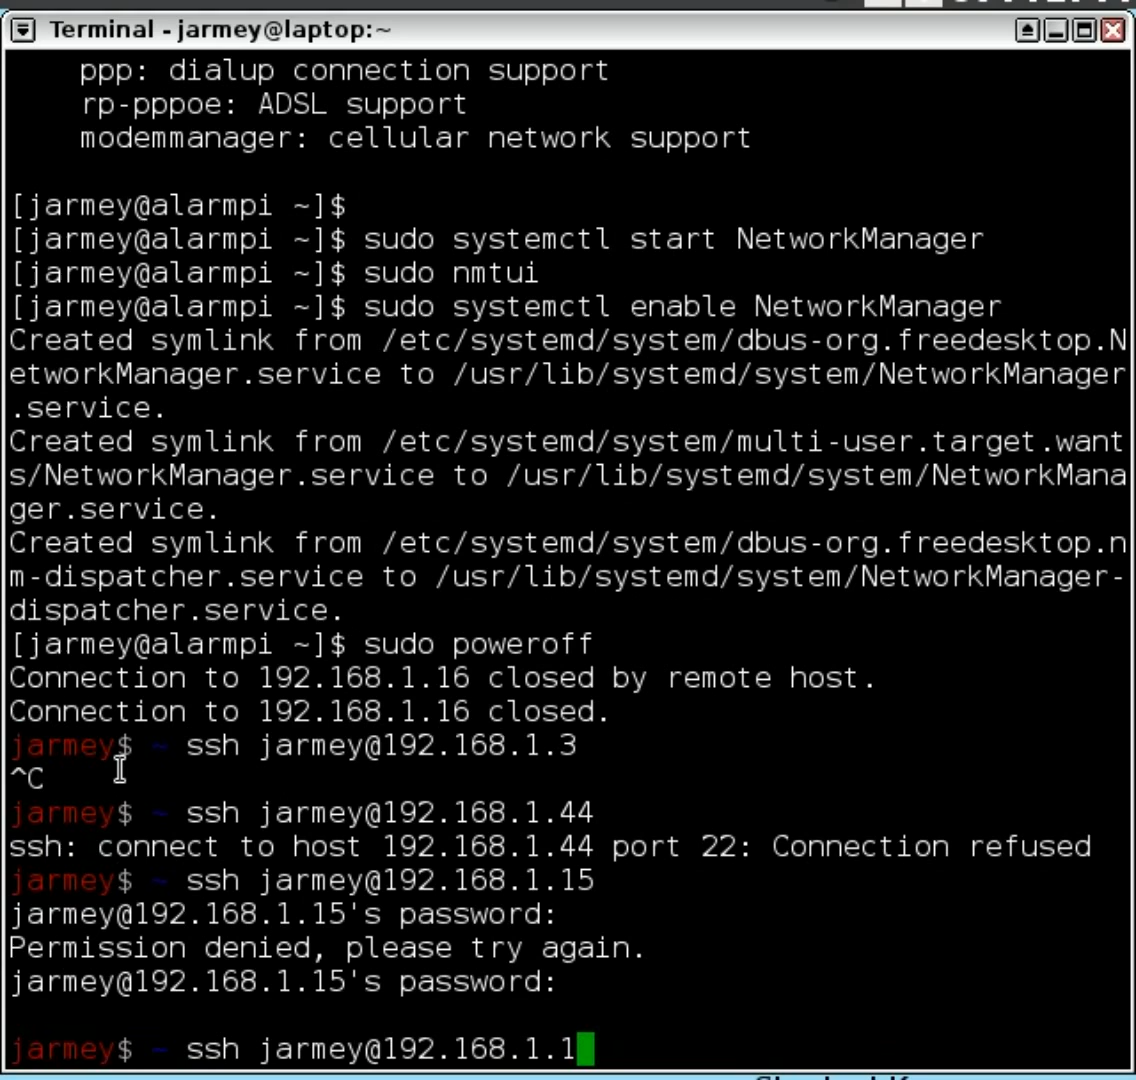 Terminal - jarmey@laptop:~
ppp: dialup connection support
rp-pppoe: ADSL support
modemmanager: cellular network support
[jarmey@alarmpi ~]$
[jarmey@alarmpi ~]$ sudo systemctl start NetworkManager
[jarmey@alarmpi ~]$ sudo nmtui
[jarmey@alarmpi ~]$ sudo systemctl enable NetworkManager
Created symlink from /etc/systemd/system/dbus-org.freedesktop.N
etworkManager.service to /usr/lib/systemd/system/NetworkManager
.service.
Created symlink from /etc/systemd/system/multi-user.target.want
s/NetworkManager.service to /usr/lib/systemd/system/NetworkMana
ger.service.
Created symlink from /etc/systemd/system/dbus-org.freedesktop.n
m-dispatcher.service to /usr/lib/systemd/system/NetworkManager-
dispatcher.service.
[jarmey@alarmpi ~]$ sudo poweroff
Connection to 192.168.1.16 closed by remote host.
Connection to 192.168.1.16 closed.
jarmey$ ~ ssh jarmey@192.168.1.3
^C
jarmey$ ~ ssh jarmey@192.168.1.44
ssh: connect to host 192.168.1.44 port 22: Connection refused
jarmey$ ~ ssh jarmey@192.168.1.15
jarmey@192.168.1.15's password:
Permission denied, please try again.
jarmey@192.168.1.15's password:
jarmey$ ~ ssh jarmey@192.168.1.1